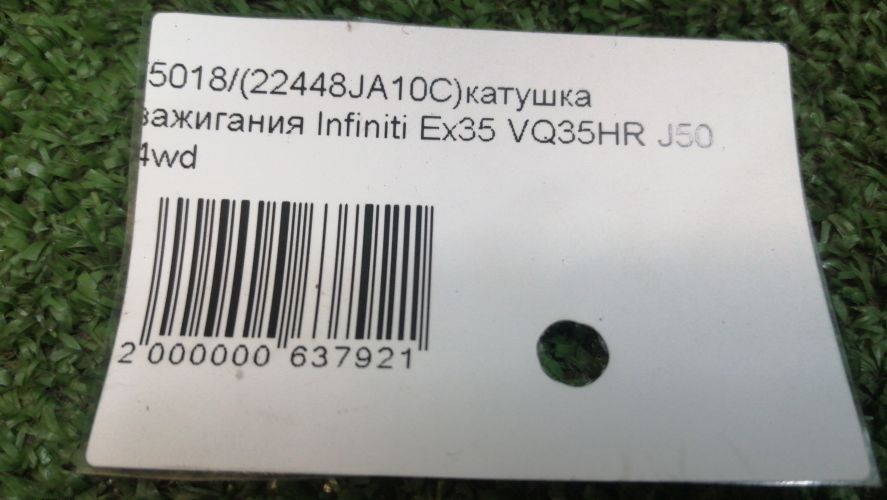 5018/(22448JA10C)катушка
зажигания Infiniti Ex35 VQ35HR J50
4wd
2 000000 637921